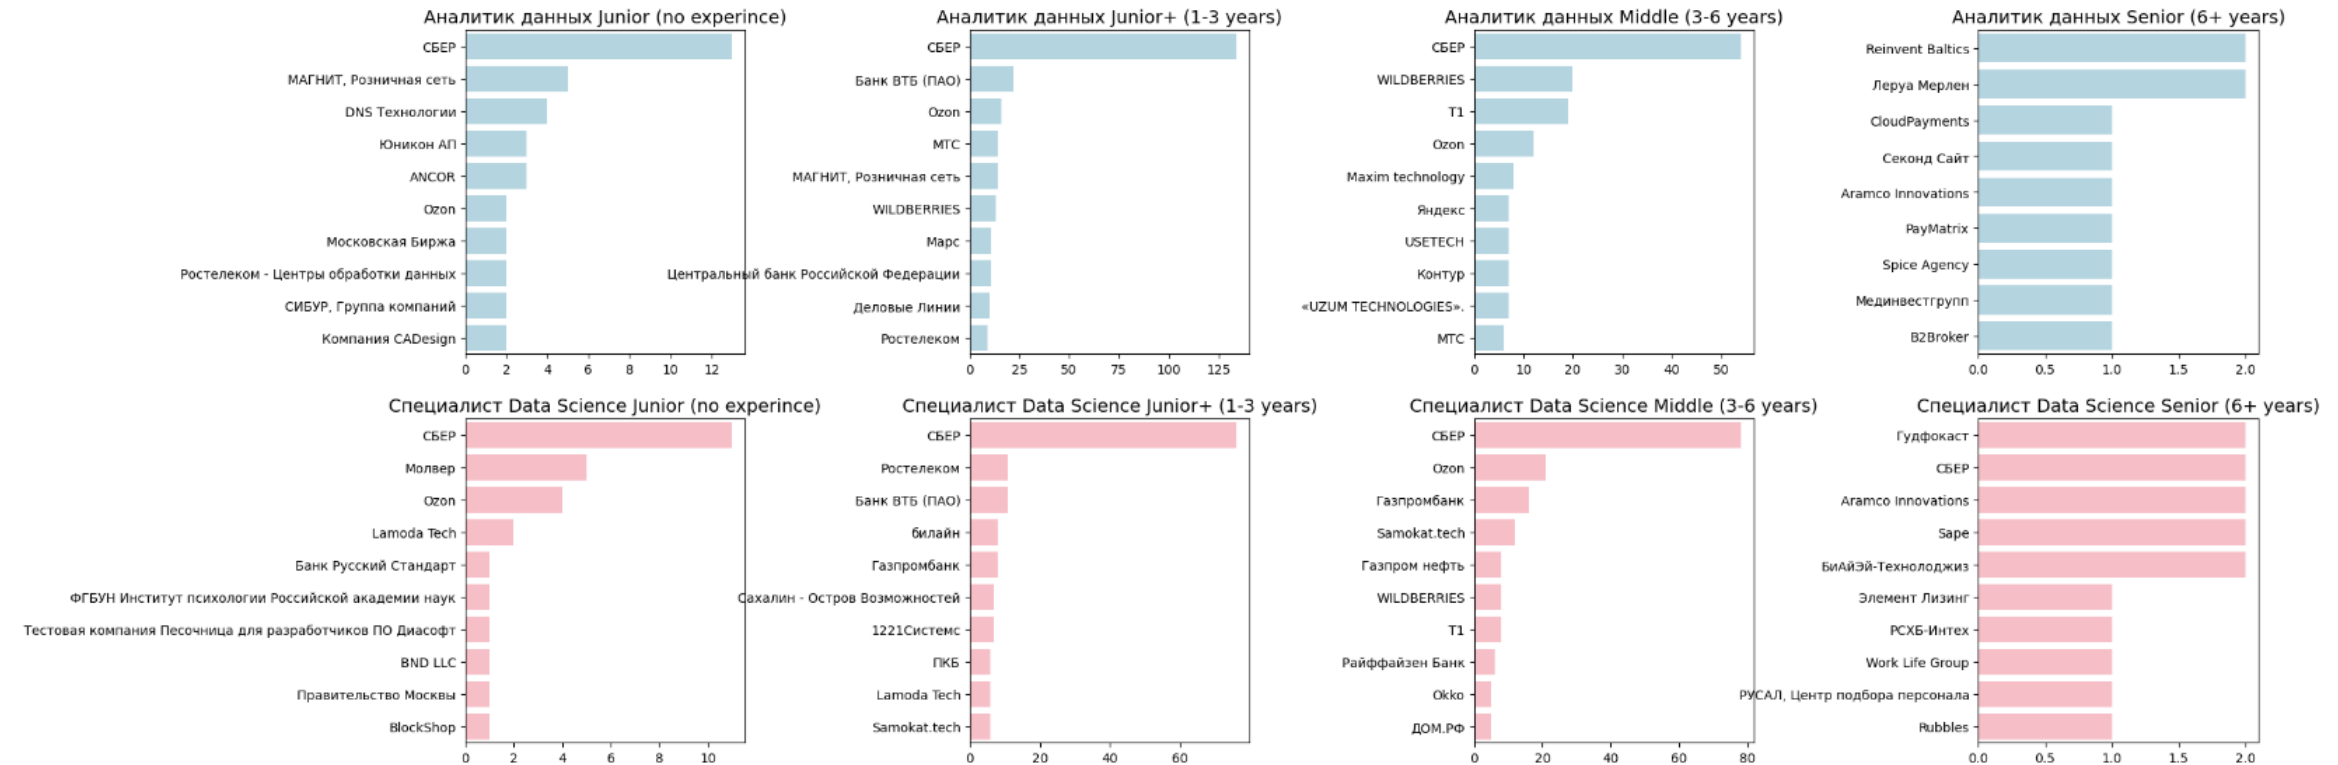 Аналитик данных Junior (no experince)
СБЕР
МАГНИТ, Розничная сеть
DNS Технологии
Юникон АП
ANCOR
Ozon
Московская Биржа
Ростелеком - Центры обработки данных
СИБУР, Группа компаний
Компания CADesign
0 2 4 6 8 10 12
Аналитик данных Junior+ (1-3 years)
СБЕР
Банк ВТБ (ПАО)
Ozon
МТС
МАГНИТ, Розничная сеть
WILDBERRIES
Марс
Центральный банк Российской Федерации
Деловые Линии
Ростелеком
0 25 50 75 100 125
Аналитик данных Middle (3-6 years)
СБЕР
WILDBERRIES
Т1
Ozon
Maxim technology
Яндекс
USETECH
Контур
«UZUM TECHNOLOGIES».
МТС
0 10 20 30 40 50
Аналитик данных Senior (6+ years)
Reinvent Baltics
Леруа Мерлен
CloudPayments
Секонд Сайт
Aramco Innovations
PayMatrix
Spice Agency
Мединвестгрупп
B2Broker
0.0 0.5 1.0 1.5 2.0
Специалист Data Science Junior (no experince)
СБЕР
Молвер
Ozon
Lamoda Tech
Банк Русский Стандарт
ФГБУН Институт психологии Российской академии наук
Тестовая компания Песочница для разработчиков ПО Диасофт
BND LLC
Правительство Москвы
BlockShop
0 2 4 6 8 10
Специалист Data Science Junior+ (1-3 years)
СБЕР
Ростелеком
Банк ВТБ (ПАО)
билайн
Газпромбанк
Сахалин - Остров Возможностей
1221Системс
ПКБ
Lamoda Tech
Samokat.tech
0 20 40 60
Специалист Data Science Middle (3-6 years)
СБЕР
Ozon
Газпромбанк
Samokat.tech
Газпром нефть
WILDBERRIES
Т1
Райффайзен Банк
Okko
ДОМ.РФ
0 20 40 60 80
Специалист Data Science Senior (6+ years)
Гудфокаст
СБЕР
Aramco Innovations
Sape
БиАйЭй-Технолоджиз
Элемент Лизинг
РСХБ-Интех
Work Life Group
РУСАЛ, Центр подбора персонала
Rubbles
0.0 0.5 1.0 1.5 2.0